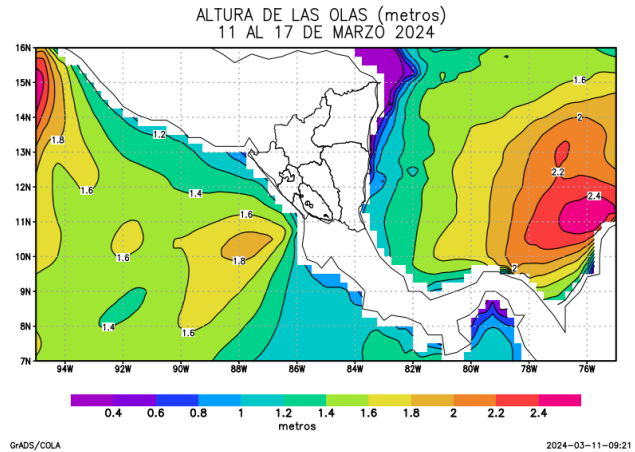 ALTURA DE LAS OLAS (metros)
11 AL 17 DE MARZO 2024
16N
15N
14N
13N
12N
11N
10N
9N
8N
7N
94W 92W 90W 88W 86W 84W 82W 80W 78W 76W
1.8
1.6
1.2
1.4
1.6
1.6
1.8
1.4
1.6
1.6
2
2.2
2.4
2
0.4 0.6 0.8 1 1.2 1.4 1.6 1.8 2 2.2 2.4
metros
GrADS/COLA
2024-03-11-09:21